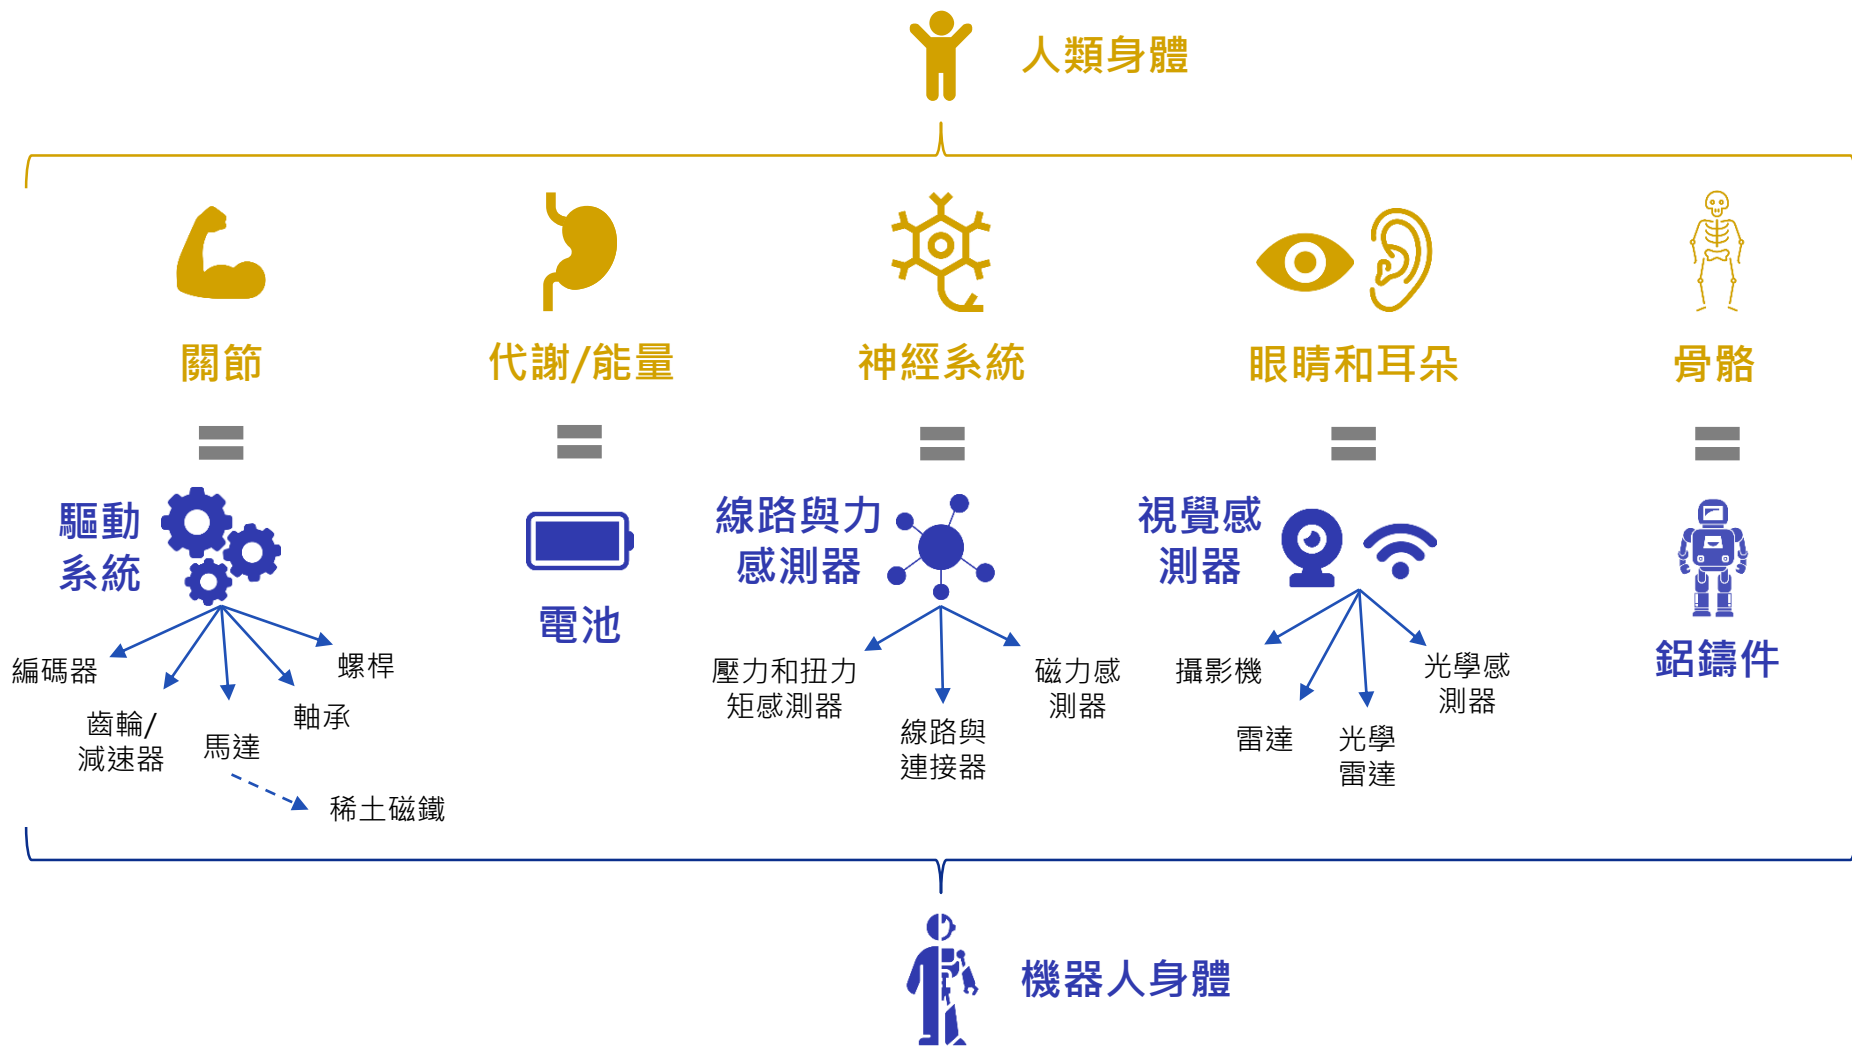 人類身體
關節
代謝/能量
神經系統
眼睛和耳朵
骨骼
驅動
系統
編碼器
齒輪/
減速器
馬達
軸承
螺桿
稀土磁鐵
電池
線路與力
感測器
壓力和扭力
矩感測器
線路與
連接器
磁力感
測器
視覺感
測器
攝影機
雷達
光學
雷達
光學感
測器
鋁鑄件
機器人身體